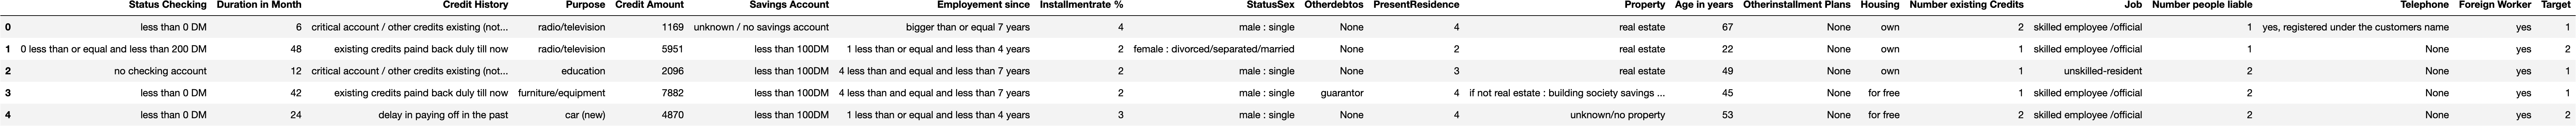 Status Checking Duration in Month Credit History Purpose Credit Amount Savings Account Employement since Installmentrate % StatusSex Otherdebtos PresentResidence Property Age in years Otherinstallment Plans Housing Number existing Credits Job Number people liable Telephone Foreign Worker Target
0 less than 0 DM 6 critical account / other credits existing (not... radio/television 1169 unknown / no savings account bigger than or equal 7 years 4 male : single None 4 real estate 67 None own 2 skilled employee /official 1 yes, registered under the customers name yes 1
1 0 less than or equal and less than 200 DM 48 existing credits paind back duly till now radio/television 5951 less than 100DM 1 less than or equal and less than 4 years 2 female : divorced/separated/married None 2 real estate 22 None own 1 skilled employee /official 1 None yes 2
2 no checking account 12 critical account / other credits existing (not... education 2096 less than 100DM 4 less than and equal and less than 7 years 2 male : single None 3 real estate 49 None own 1 unskilled-resident 2 None yes 1
3 less than 0 DM 42 existing credits paind back duly till now furniture/equipment 7882 less than 100DM 4 less than and equal and less than 7 years 2 male : single guarantor 4 if not real estate : building society savings ... 45 None for free 1 skilled employee /official 2 None yes 1
4 less than 0 DM 24 delay in paying off in the past car (new) 4870 less than 100DM 1 less than or equal and less than 4 years 3 male : single None 4 unknown/no property 53 None for free 2 skilled employee /official 2 None yes 2